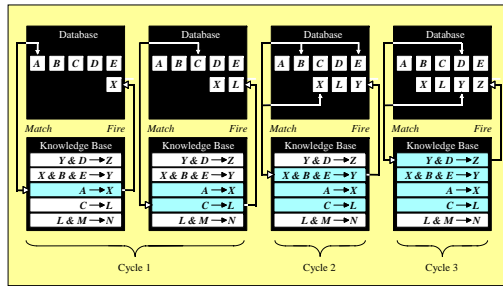 Database Database Database Database
A B C D E A B C D E A B C D E A B C D E
X X L X L Y X L Y Z
Match Fire Match Fire Match Fire Match Fire
Knowledge Base Knowledge Base Knowledge Base Knowledge Base
Y & D → Z Y & D → Z Y & D → Z Y & D → Z
X & B & E → Y X & B & E → Y X & B & E → Y X & B & E → Y
A → X A → X A → X A → X
C → L C → L C → L C → L
L & M → N L & M → N L & M → N L & M → N
Cycle 1 Cycle 2 Cycle 3